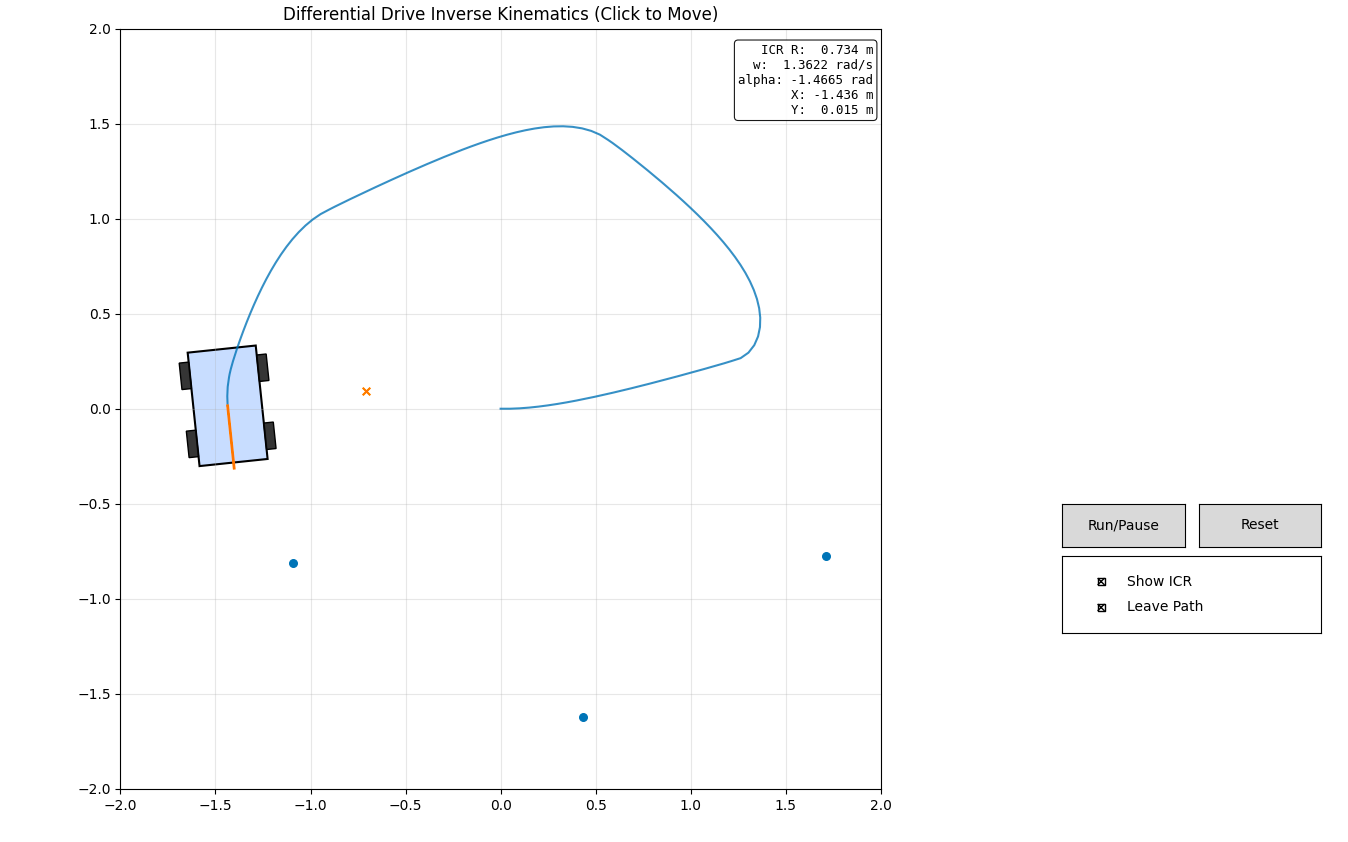 Differential Drive Inverse Kinematics (Click to Move)
2.0
1.5
1.0
0.5
0.0
−0.5
−1.0
−1.5
−2.0
−2.0 −1.5 −1.0 −0.5 0.0 0.5 1.0 1.5 2.0
ICR R: 0.734 m
w: 1.3622 rad/s
alpha: -1.4665 rad
X: -1.436 m
Y: 0.015 m
Run/Pause
Reset
Show ICR
Leave Path